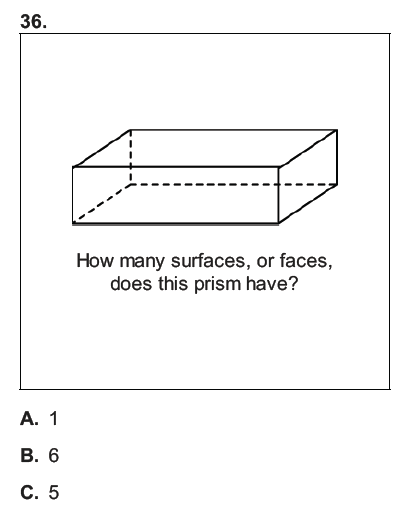 36.
How many surfaces, or faces,
does this prism have?
A. 1
B. 6
C. 5